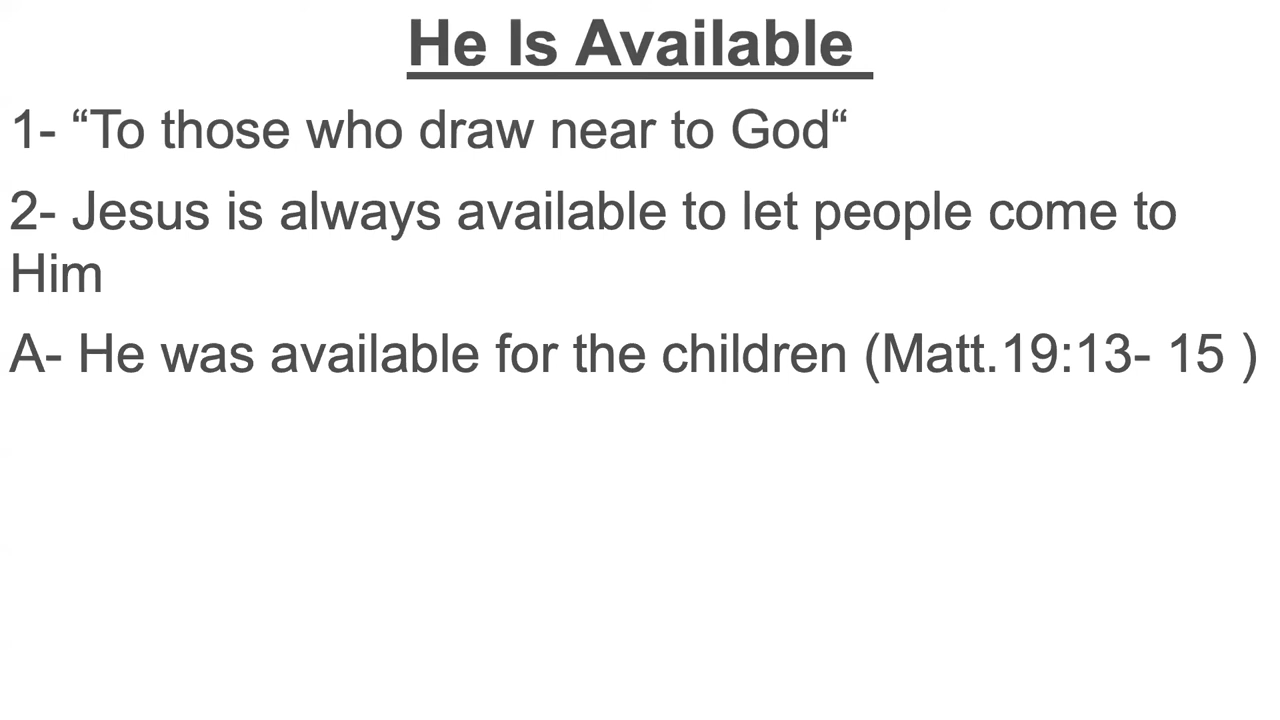 He Is Available
1- “To those who draw near to God“
2- Jesus is always available to let people come to
Him
A- He was available for the children (Matt.19:13- 15 )